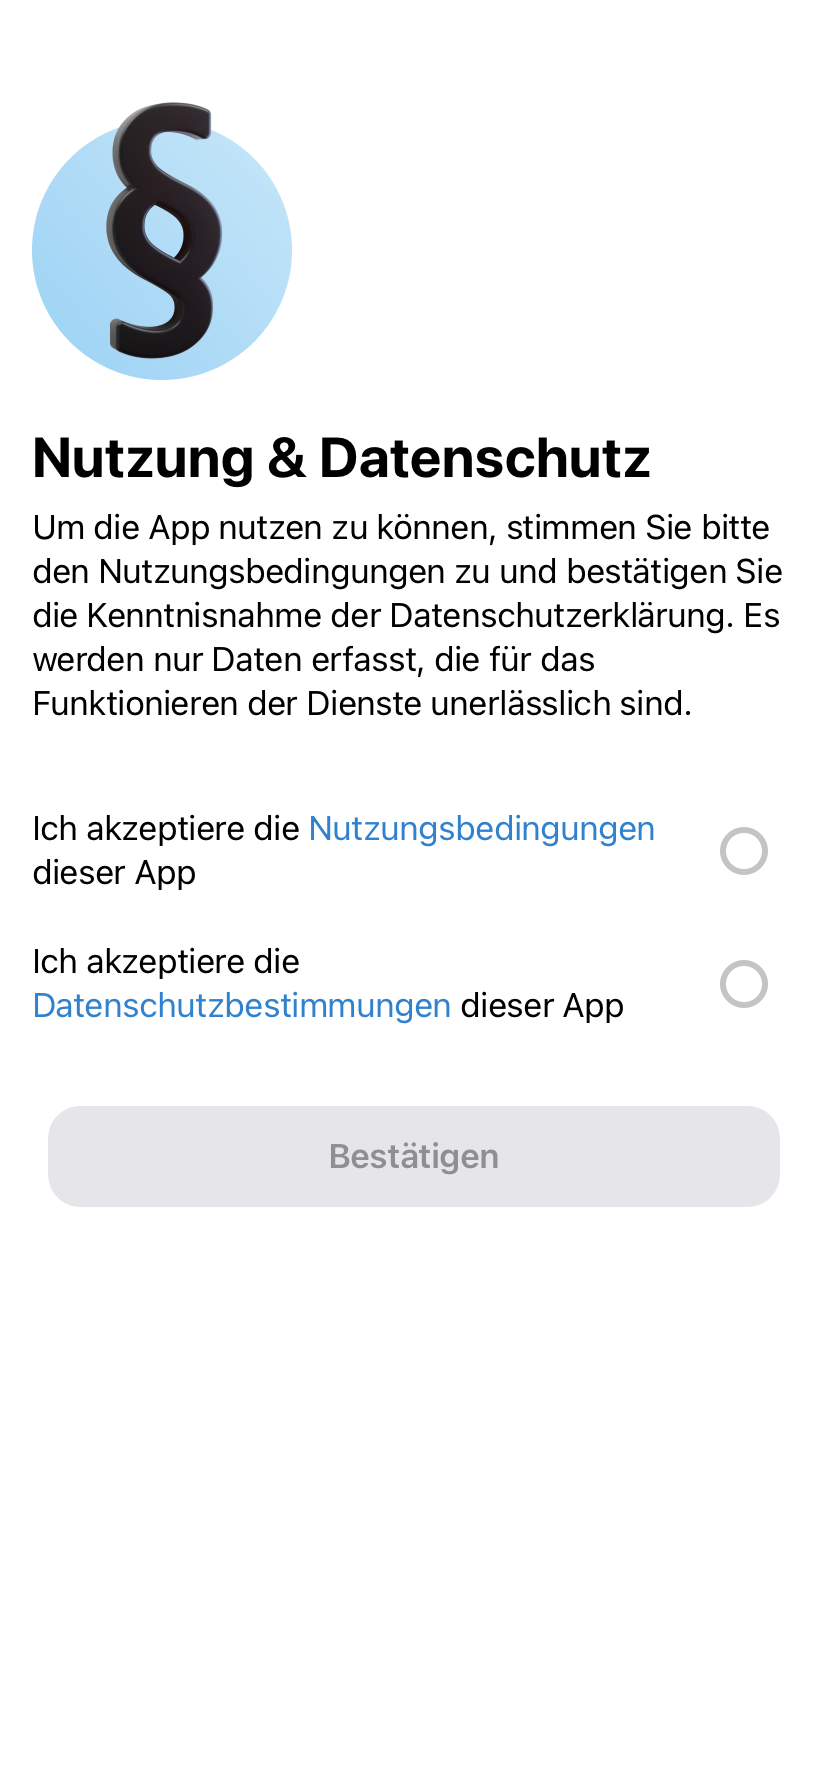 §
Nutzung & Datenschutz
Um die App nutzen zu können, stimmen Sie bitte
den Nutzungsbedingungen zu und bestätigen Sie
die Kenntnisnahme der Datenschutzerklärung. Es
werden nur Daten erfasst, die für das
Funktionieren der Dienste unerlässlich sind.
Ich akzeptiere die Nutzungsbedingungen
dieser App
Ich akzeptiere die
Datenschutzbestimmungen dieser App
Bestätigen